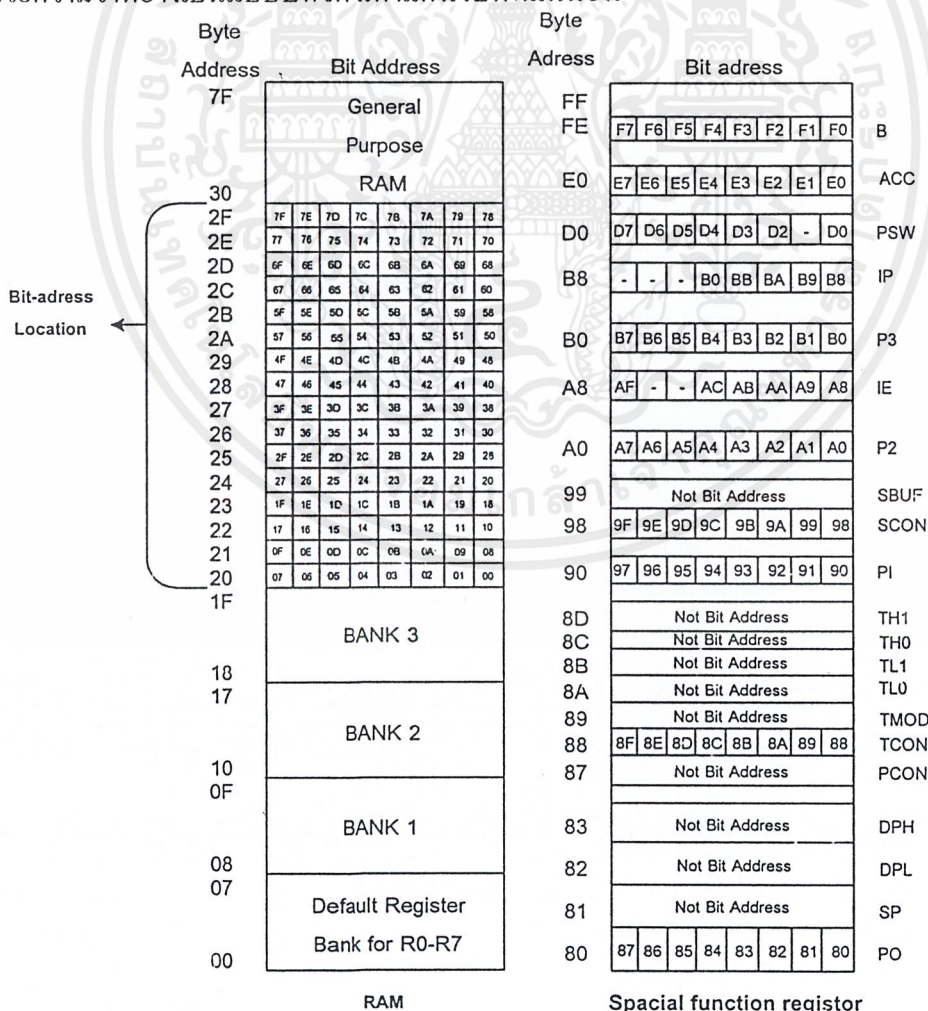 Byte
Address
Bit Address
7F
General
Purpose
RAM
30
2F 7F 7E 7D 7C 7B 7A 79 78
2E 77 76 75 74 73 72 71 70
2D 6F 6E 6D 6C 6B 6A 69 68
2C 67 66 65 64 63 62 61 60
2B 5F 5E 5D 5C 5B 5A 59 58
2A 57 56 55 54 53 52 51 50
29 4F 4E 4D 4C 4B 4A 49 48
28 47 46 45 44 43 42 41 40
27 3F 3E 3D 3C 3B 3A 39 38
26 37 36 35 34 33 32 31 30
25 2F 2E 2D 2C 2B 2A 29 28
24 27 26 25 24 23 22 21 20
23 1F 1E 1D 1C 1B 1A 19 18
22 17 16 15 14 13 12 11 10
21 0F 0E 0D 0C 0B 0A 09 08
20 07 06 05 04 03 02 01 00
Bit-adress
Location
1F
BANK 3
18
17
BANK 2
10
0F
BANK 1
08
07
Default Register
Bank for R0-R7
00
RAM
Byte
Adress
Bit adress
FF
FE F7 F6 F5 F4 F3 F2 F1 F0 B
E0 E7 E6 E5 E4 E3 E2 E1 E0 ACC
D0 D7 D6 D5 D4 D3 D2 - D0 PSW
B8 - - - B0 BB BA B9 B8 IP
B0 B7 B6 B5 B4 B3 B2 B1 B0 P3
A8 AF - - AC AB AA A9 A8 IE
A0 A7 A6 A5 A4 A3 A2 A1 A0 P2
99 Not Bit Address SBUF
98 9F 9E 9D 9C 9B 9A 99 98 SCON
90 97 96 95 94 93 92 91 90 PI
8D Not Bit Address TH1
8C Not Bit Address TH0
8B Not Bit Address TL1
8A Not Bit Address TL0
89 Not Bit Address TMOD
88 8F 8E 8D 8C 8B 8A 89 88 TCON
87 Not Bit Address PCON
83 Not Bit Address DPH
82 Not Bit Address DPL
81 Not Bit Address SP
80 87 86 85 84 83 82 81 80 PO
Spacial function registor